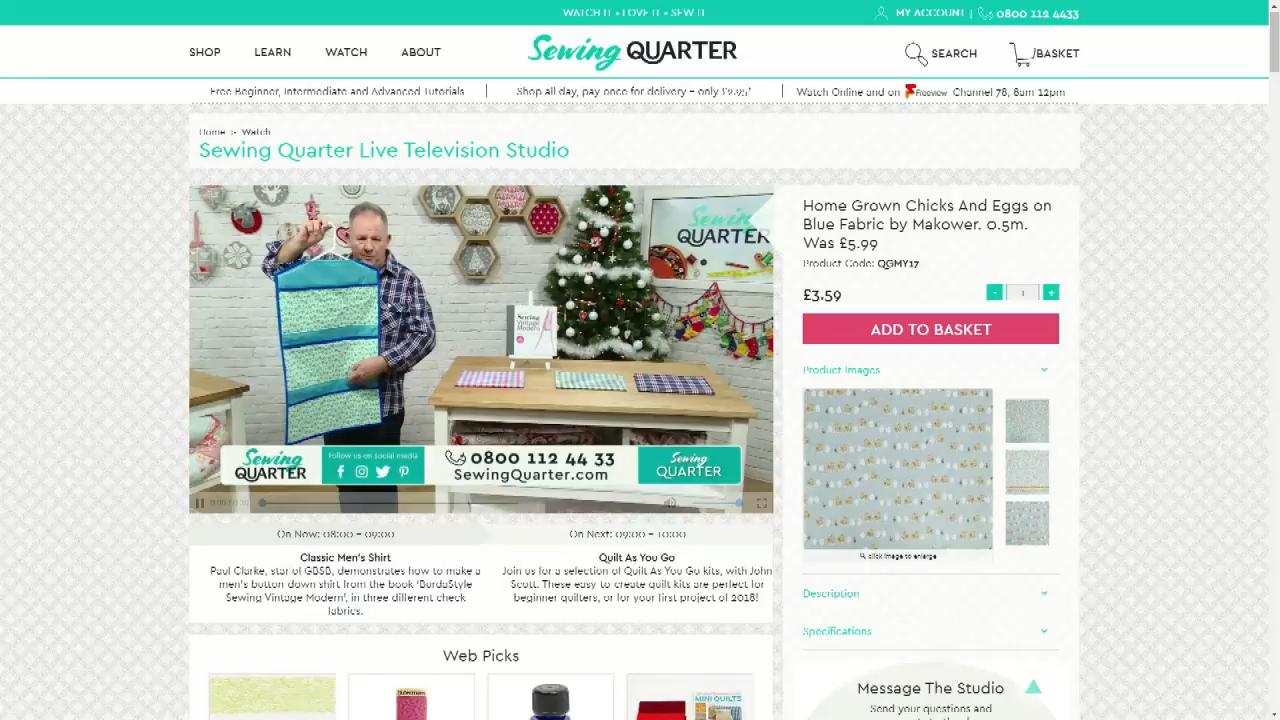 WATCH IT • LOVE IT • SEW IT
MY ACCOUNT | 0800 112 4433
SHOP LEARN WATCH ABOUT
Sewing QUARTER
SEARCH BASKET
Free Beginner, Intermediate and Advanced Tutorials
Shop all day, pay once for delivery - only £2.95*
Watch Online and on Freeview Channel 78, 8am 12pm
Home > Watch
Sewing Quarter Live Television Studio
Sewing
QUARTER
Sewing
Vintage
Modern
Sewing
QUARTER
Follow us on social media
0800 112 44 33
SewingQuarter.com
Sewing
QUARTER
On Now: 08:00 - 09:00
Classic Men's Shirt
Paul Clarke, star of GBSB, demonstrates how to make a
men's button down shirt from the book 'BurdaStyle
Sewing Vintage Modern', in three different check
fabrics.
On Next: 09:00 - 10:00
Quilt As You Go
Join us for a selection of Quilt As You Go kits, with John
Scott. These easy to create quilt kits are perfect for
beginner quilters, or for your first project of 2018!
Web Picks
Gütermann
MINI QUILTS
Home Grown Chicks And Eggs on
Blue Fabric by Makower. 0.5m.
Was £5.99
Product Code: QGMY17
£3.59
- 1 +
ADD TO BASKET
Product Images
click image to enlarge
Description
Specifications
Message The Studio
Send your questions and